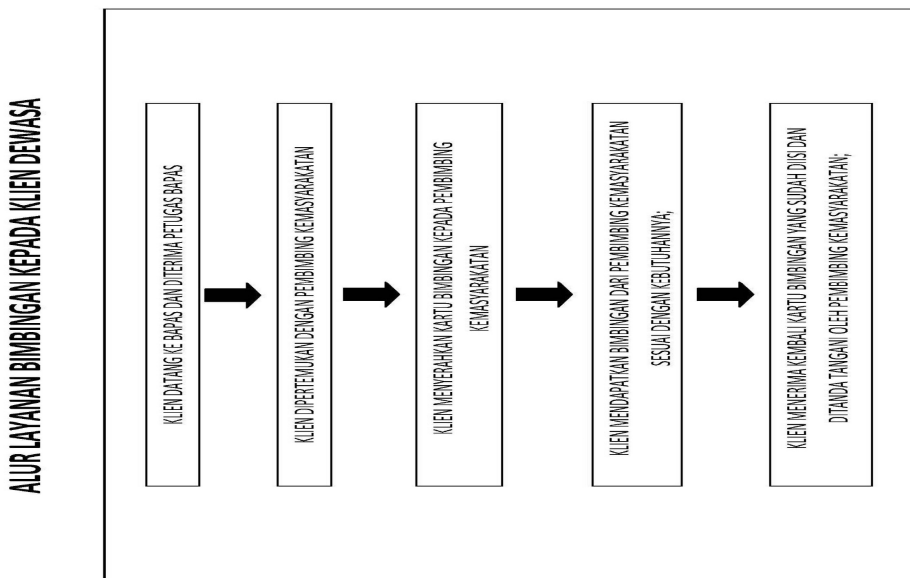 ALUR LAYANAN BIMBINGAN KEPADA KLIEN DEWASA
KLIEN DATANG KE BAPAS DAN DITERIMA PETUGAS BAPAS
KLIEN DIPERTEMUKAN DENGAN PEMBIMBING KEMASYARAKATAN
KLIEN MENYERAHKAN KARTU BIMBINGAN KEPADA PEMBIMBING
KEMASYARAKATAN
KLIEN MENDAPATKAN BIMBINGAN DARI PEMBIMBING KEMASYARAKATAN
SESUAI DENGAN KEBUTUHANNYA;
KLIEN MENERIMA KEMBALI KARTU BIMBINGAN YANG SUDAH DIISI DAN
DITANDA TANGANI OLEH PEMBIMBING KEMASYARAKATAN;